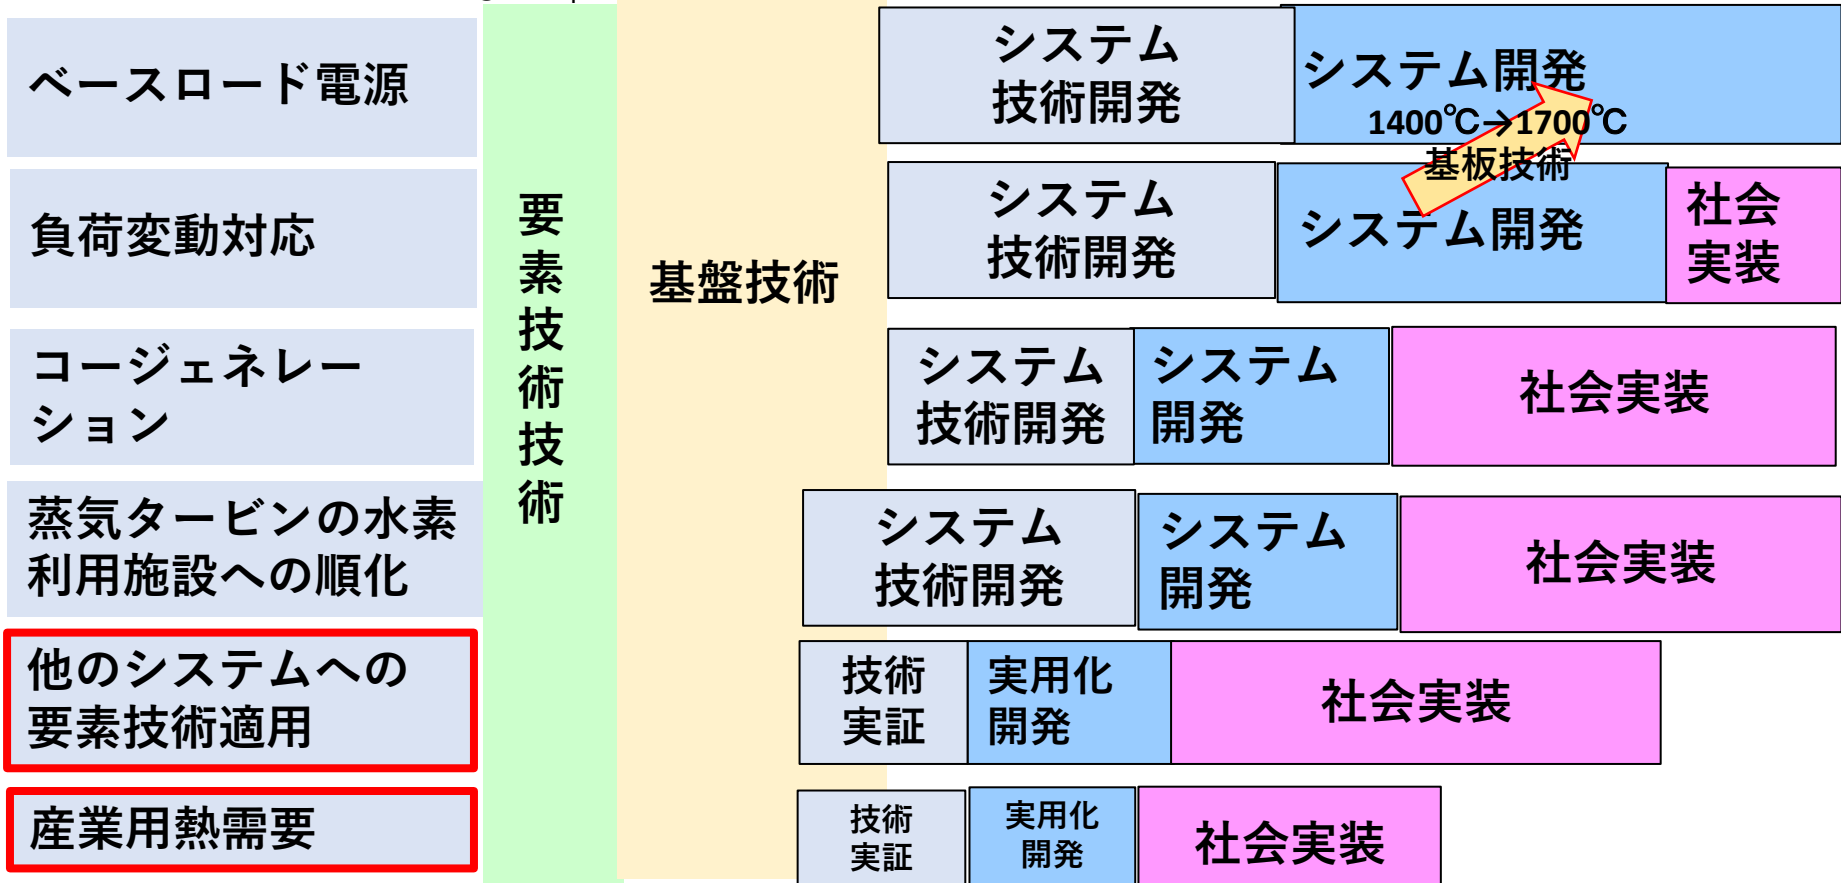 ベースロード電源
システム
技術開発
システム開発
1400℃→1700℃
基板技術
負荷変動対応
システム
技術開発
システム開発
社会
実装
要素技術技術
基盤技術
コージェネレー
ション
システム
技術開発
システム
開発
社会実装
蒸気タービンの水素
利用施設への順化
システム
技術開発
システム
開発
社会実装
他のシステムへの
要素技術適用
技術
実証
実用化
開発
社会実装
産業用熱需要
技術
実証
実用化
開発
社会実装